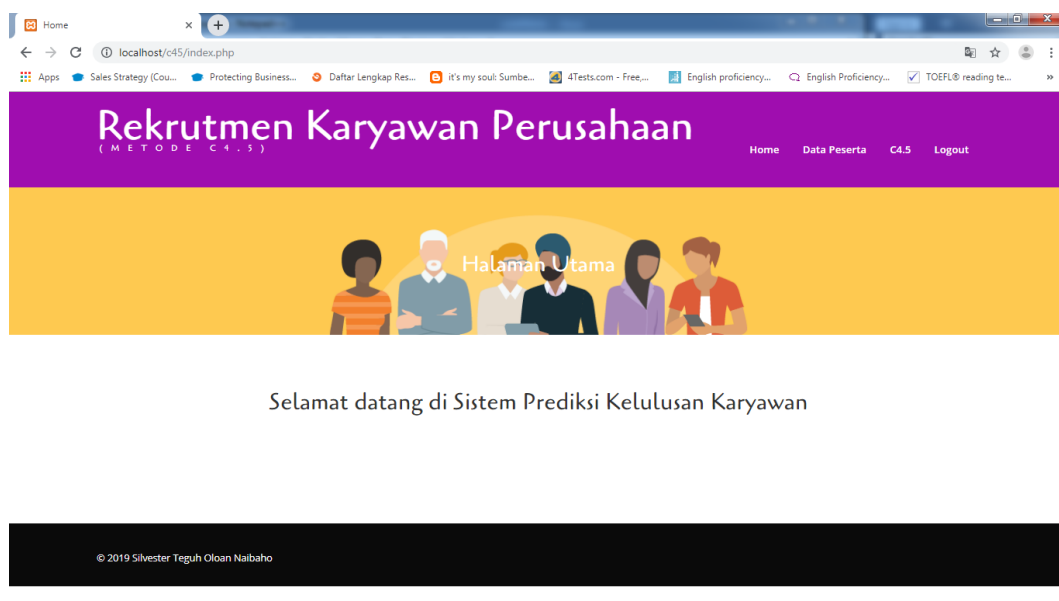 Home
localhost/c45/index.php
Apps Sales Strategy (Cou... Protecting Business... Daftar Lengkap Res... it's my soul: Sumbe... 4Tests.com - Free,... English proficiency... English Proficiency... TOEFL® reading te... »
Rekrutmen Karyawan Perusahaan
(METODE C4.5)
Home Data Peserta C4.5 Logout
Halaman Utama
Selamat datang di Sistem Prediksi Kelulusan Karyawan
© 2019 Silvester Teguh Oloan Naibaho